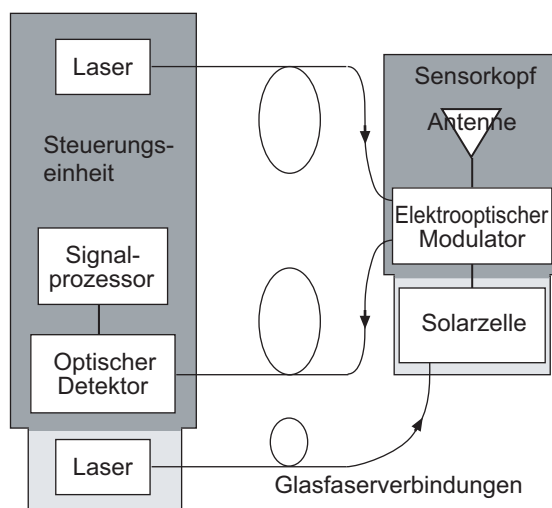 Laser
Steuerungs-
einheit
Signal-
prozessor
Optischer
Detektor
Laser
Sensorkopf
Antenne
Elektrooptischer
Modulator
Solarzelle
Glasfaserverbindungen